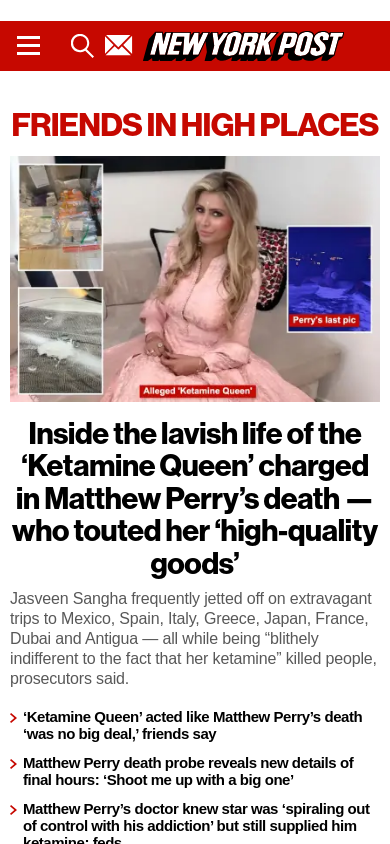 NEW YORK POST
FRIENDS IN HIGH PLACES
Perry's last pic
Alleged 'Ketamine Queen'
Inside the lavish life of the
‘Ketamine Queen’ charged
in Matthew Perry’s death —
who touted her ‘high-quality
goods’
Jasveen Sangha frequently jetted off on extravagant
trips to Mexico, Spain, Italy, Greece, Japan, France,
Dubai and Antigua — all while being “blithely
indifferent to the fact that her ketamine” killed people,
prosecutors said.
‘Ketamine Queen’ acted like Matthew Perry’s death
‘was no big deal,’ friends say
Matthew Perry death probe reveals new details of
final hours: ‘Shoot me up with a big one’
Matthew Perry’s doctor knew star was ‘spiraling out
of control with his addiction’ but still supplied him
ketamine: feds